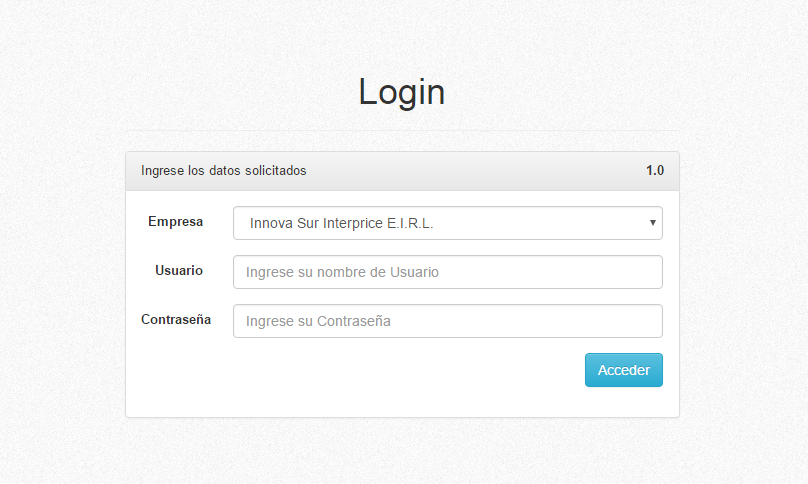 Login
Ingrese los datos solicitados 1.0
Empresa Innova Sur Interprice E.I.R.L.
Usuario Ingrese su nombre de Usuario
Contraseña Ingrese su Contraseña
Acceder